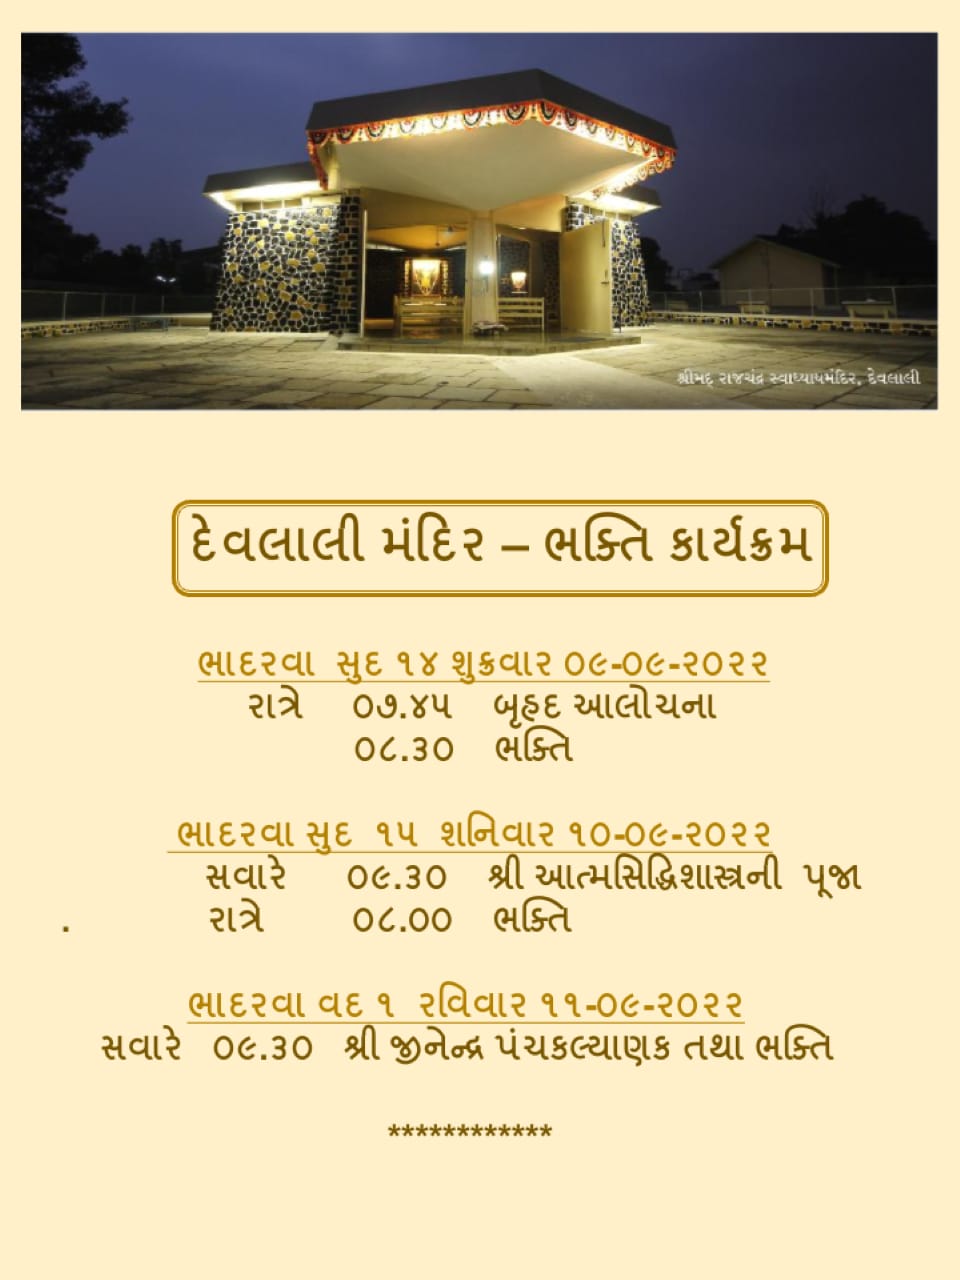 શ્રીમદ્ રાજચંદ્ર સ્વાધ્યાયમંદિર, દેવલાલી
દેવલાલી મંદિર – ભક્તિ કાર્યક્રમ
ભાદરવા સુદ ૧૪ શુક્રવાર ૦૯-૦૯-૨૦૨૨
રાત્રે ૦૭.૪૫ બૃહદ આલોચના
૦૮.૩૦ ભક્તિ
ભાદરવા સુદ ૧૫ શનિવાર ૧૦-૦૯-૨૦૨૨
સવારે ૦૯.૩૦ શ્રી આત્મસિદ્ધિશાસ્ત્રની પૂજા
. રાત્રે ૦૮.૦૦ ભક્તિ
ભાદરવા વદ ૧ રવિવાર ૧૧-૦૯-૨૦૨૨
સવારે ૦૯.૩૦ શ્રી જીનેન્દ્ર પંચકલ્યાણક તથા ભક્તિ
************